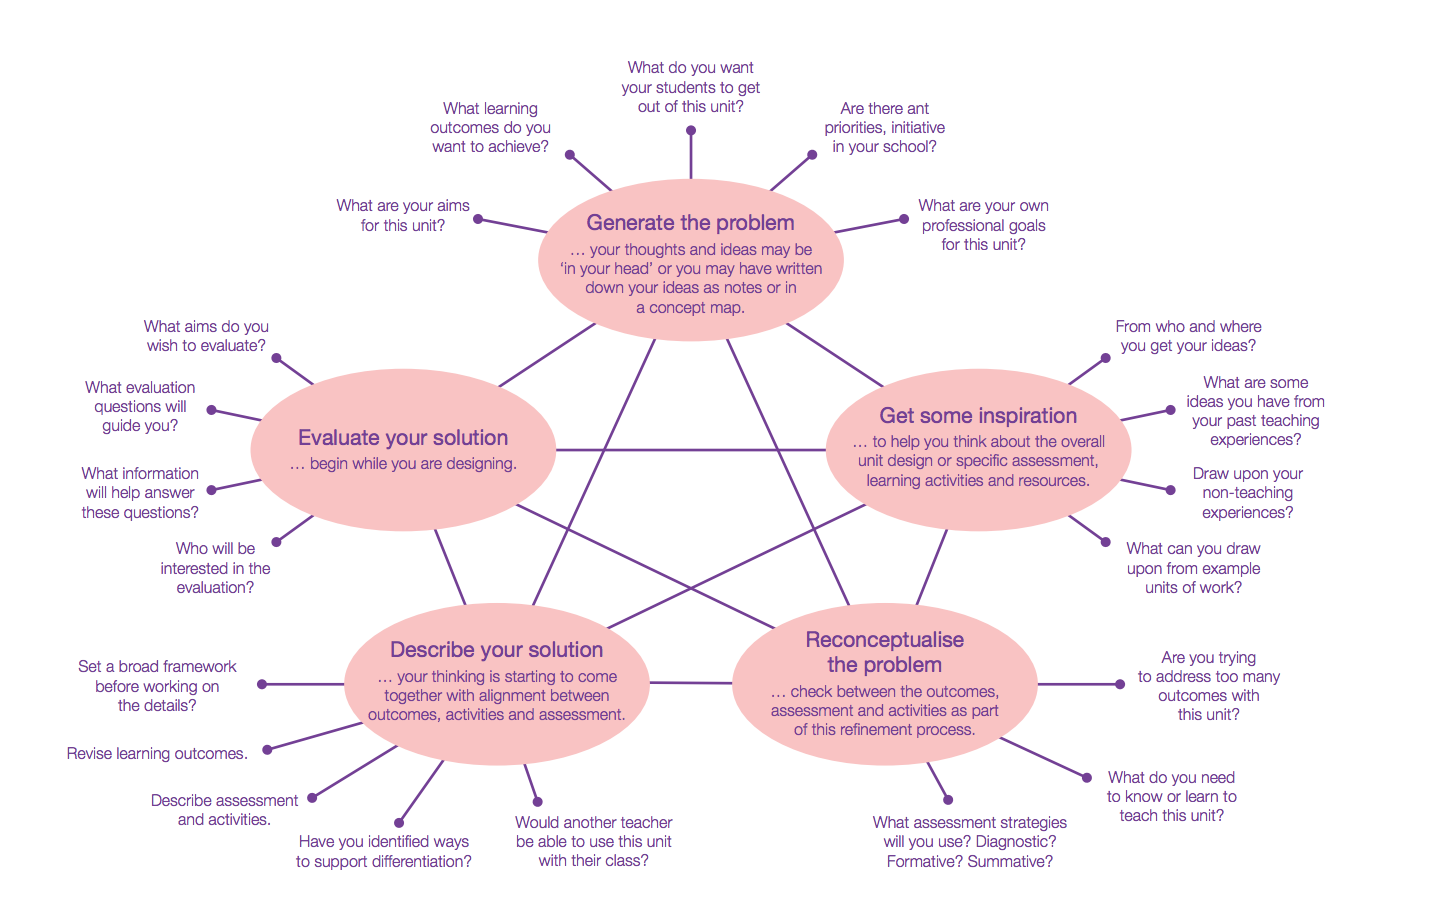 What do you want
your students to get
out of this unit?
What learning
outcomes do you
want to achieve?
Are there ant
priorities, initiative
in your school?
What are your aims
for this unit?
What are your own
professional goals
for this unit?
Generate the problem
… your thoughts and ideas may be
‘in your head’ or you may have written
down your ideas as notes or in
a concept map.
What aims do you
wish to evaluate?
What evaluation
questions will
guide you?
What information
will help answer
these questions?
Who will be
interested in the
evaluation?
Evaluate your solution
… begin while you are designing.
Get some inspiration
… to help you think about the overall
unit design or specific assessment,
learning activities and resources.
From who and where
you get your ideas?
What are some
ideas you have from
your past teaching
experiences?
Draw upon your
non-teaching
experiences?
What can you draw
upon from example
units of work?
Describe your solution
… your thinking is starting to come
together with alignment between
outcomes, activities and assessment.
Set a broad framework
before working on
the details?
Revise learning outcomes.
Describe assessment
and activities.
Have you identified ways
to support differentiation?
Would another teacher
be able to use this unit
with their class?
Reconceptualise
the problem
… check between the outcomes,
assessment and activities as part
of this refinement process.
Are you trying
to address too many
outcomes with
this unit?
What do you need
to know or learn to
teach this unit?
What assessment strategies
will you use? Diagnostic?
Formative? Summative?